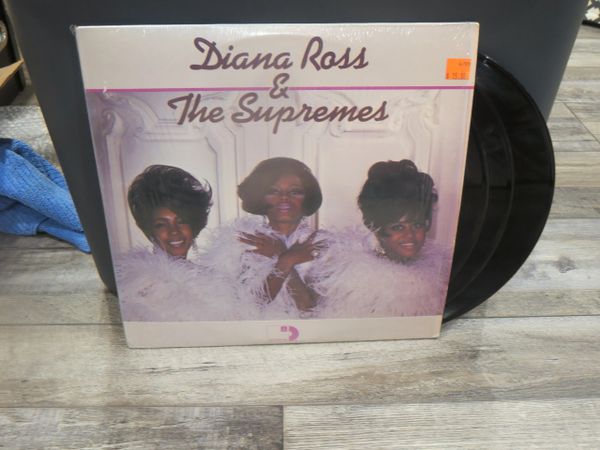 Diana Ross
&
The Supremes